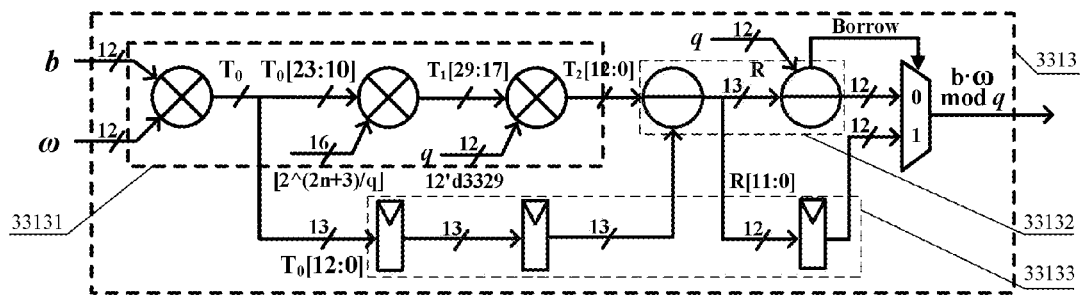 q 12 Borrow
b 12 T₀ T₀[23:10] T₁[29:17] T₂[12:0] R 3313
13 12 0 b·ω mod q
ω 12 16 q 12 12 1
⌊2^(2n+3)/q⌋ 12'd3329 R[11:0]
33131 33132
13 13 13 12
T₀[12:0] 33133